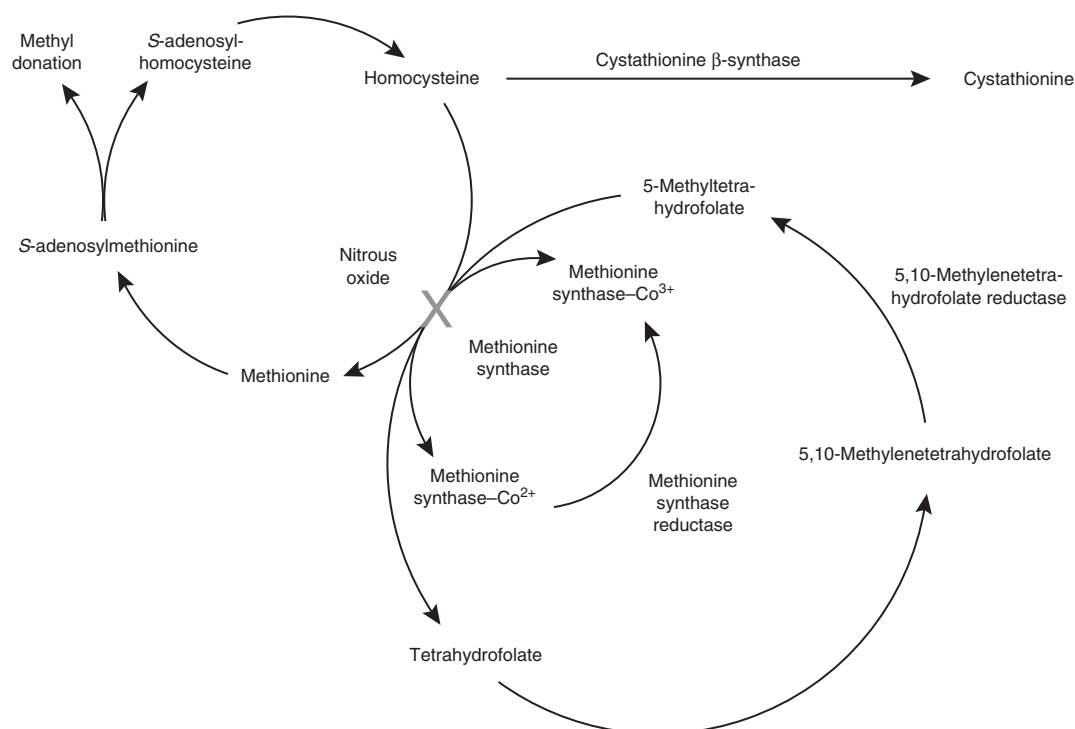 Methyl
donation
S-adenosyl-
homocysteine
Homocysteine
Cystathionine β-synthase
Cystathionine
5-Methyltetra-
hydrofolate
S-adenosylmethionine
Nitrous
oxide
Methionine
synthase–Co³⁺
5,10-Methylenetetra-
hydrofolate reductase
X
Methionine
synthase
Methionine
5,10-Methylenetetrahydrofolate
Methionine
synthase–Co²⁺
Methionine
synthase
reductase
Tetrahydrofolate